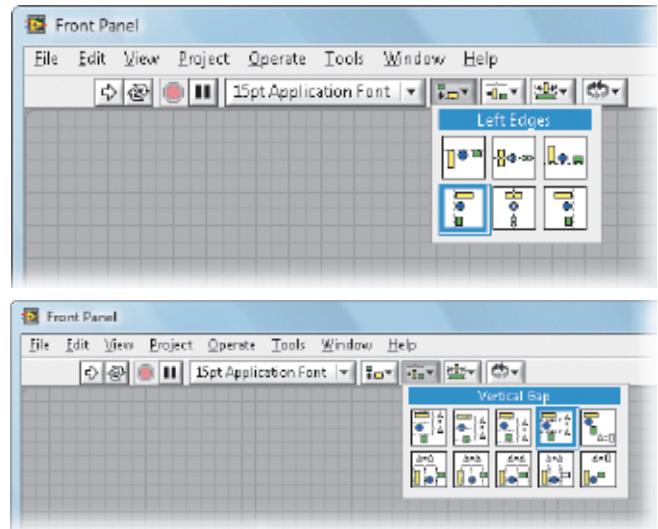 Front Panel
File Edit View Project Operate Tools Window Help
15pt Application Font
Left Edges
Front Panel
File Edit View Project Operate Tools Window Help
15pt Application Font
Vertical Gap